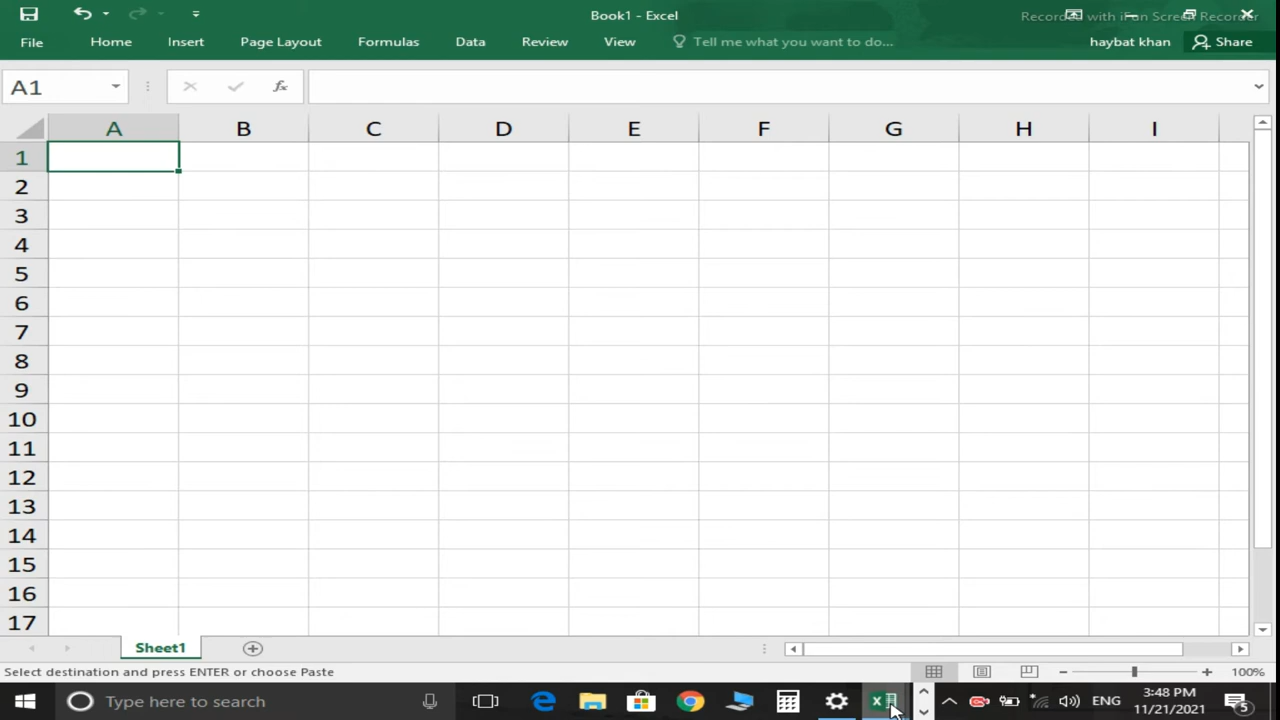 Book1 - Excel
Recorded with iFun Screen Recorder
File Home Insert Page Layout Formulas Data Review View Tell me what you want to do... haybat khan Share
A1 fx
A B C D E F G H I
1
2
3
4
5
6
7
8
9
10
11
12
13
14
15
16
17
Sheet1
Select destination and press ENTER or choose Paste 100%
Type here to search ENG 3:48 PM
11/21/2021 5